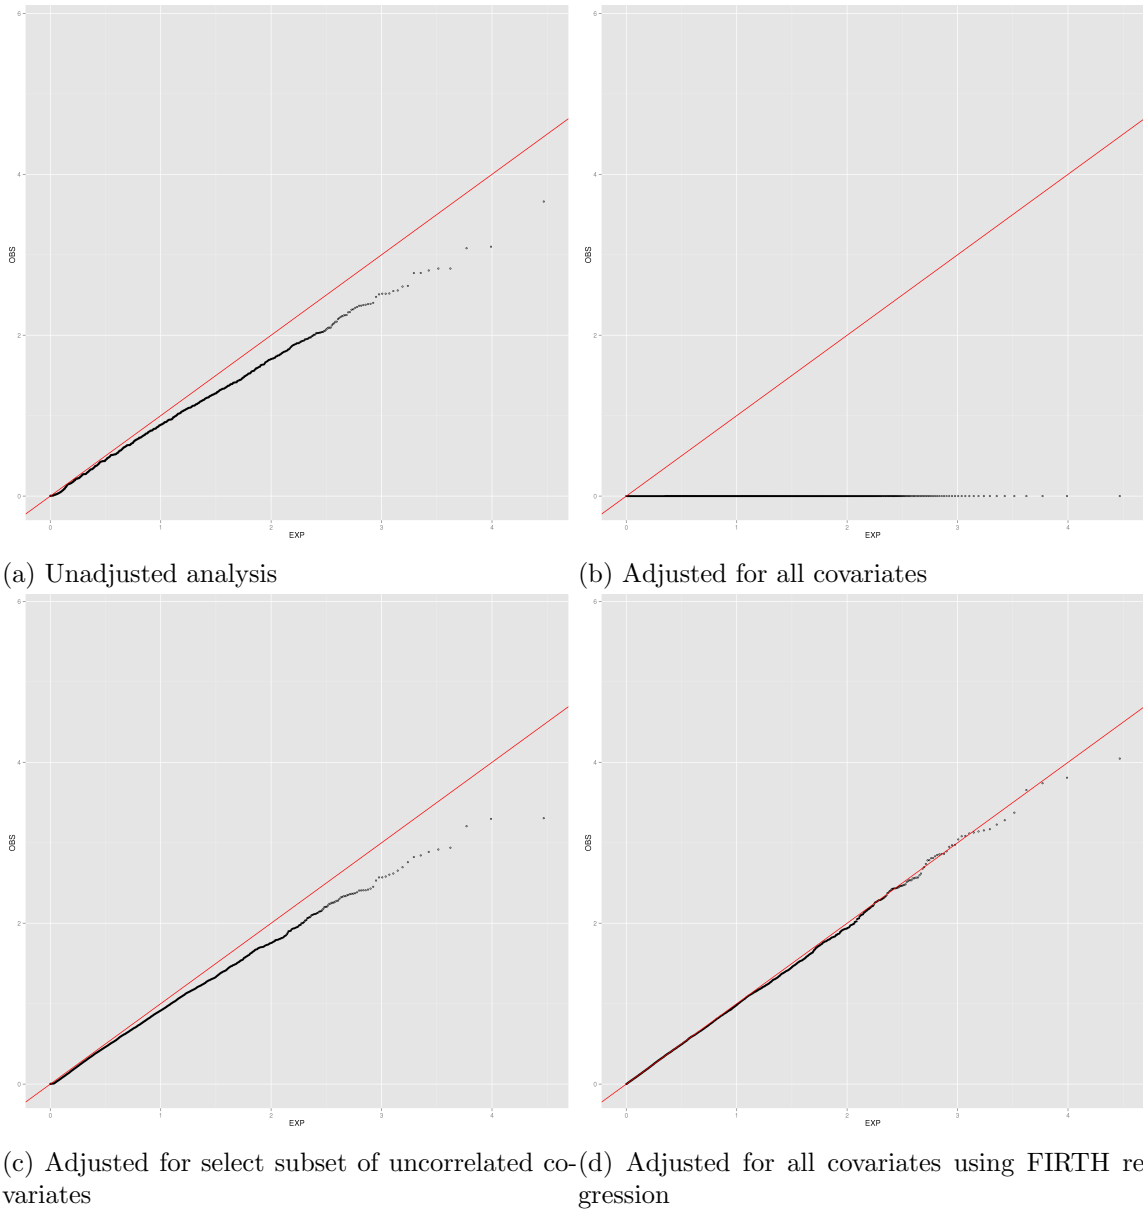 6
4
2
0
OBS
0
1
2
3
4
EXP
(a) Unadjusted analysis
6
4
2
0
OBS
0
1
2
3
4
EXP
(b) Adjusted for all covariates
6
4
2
0
OBS
0
1
2
3
4
EXP
(c) Adjusted for select subset of uncorrelated co-
variates
6
4
2
0
OBS
0
1
2
3
4
EXP
(d) Adjusted for all covariates using FIRTH re
gression